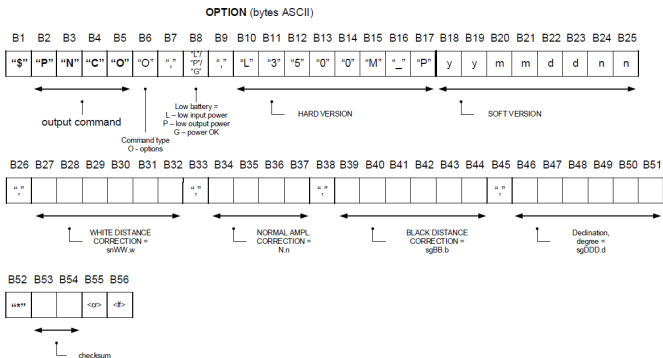 OPTION (bytes ASCII)
B1 B2 B3 B4 B5 B6 B7 B8 B9 B10 B11 B12 B13 B14 B15 B16 B17 B18 B19 B20 B21 B22 B23 B24 B25
“$” “P” “N” “C” “O” “O” “,” “L”/ “P”/ “G” “,” “L” “3” “5” “0” “0” “M” “_” “P” y y m m d d n n
output command
Command type
O - options
Low battery =
L – low input power
P – low output power
G – power OK
HARD VERSION
SOFT VERSION
B26 B27 B28 B29 B30 B31 B32 B33 B34 B35 B36 B37 B38 B39 B40 B41 B42 B43 B44 B45 B46 B47 B48 B49 B50 B51
“,” “,” “,” “,”
WHITE DISTANCE
CORRECTION =
snWW.w
NORMAL AMPL.
CORRECTION =
N.n
BLACK DISTANCE
CORRECTION =
sgBB.b
Declination,
degree =
sgDDD.d
B52 B53 B54 B55 B56
“*” <cr> <lf>
checksum